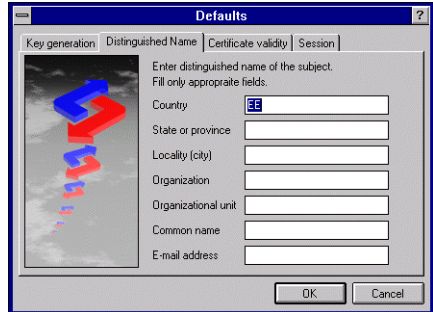 Defaults ?
Key generation Distinguished Name Certificate validity Session
Enter distinguished name of the subject.
Fill only appropraite fields.
Country EE
State or province
Locality (city)
Organization
Organizational unit
Common name
E-mail address
OK Cancel